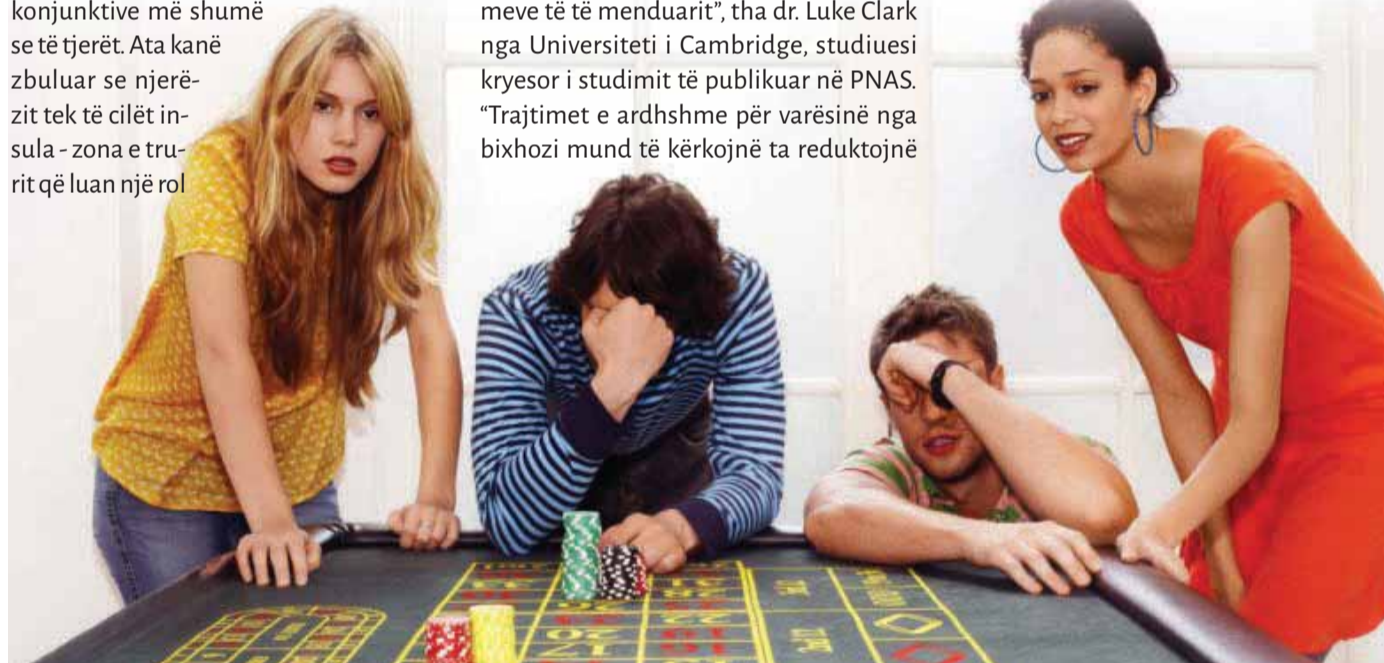 konjunktive më shumë
se të tjerët. Ata kanë
zbuluar se njerë-
zit tek të cilët in-
sula - zona e tru-
rit që luan një rol
meve të të menduarit”, tha dr. Luke Clark
nga Universiteti i Cambridge, studiuesi
kryesor i studimit të publikuar në PNAS.
“Trajtimet e ardhshme për varësinë nga
bixhozi mund të kërkojnë ta reduktojnë